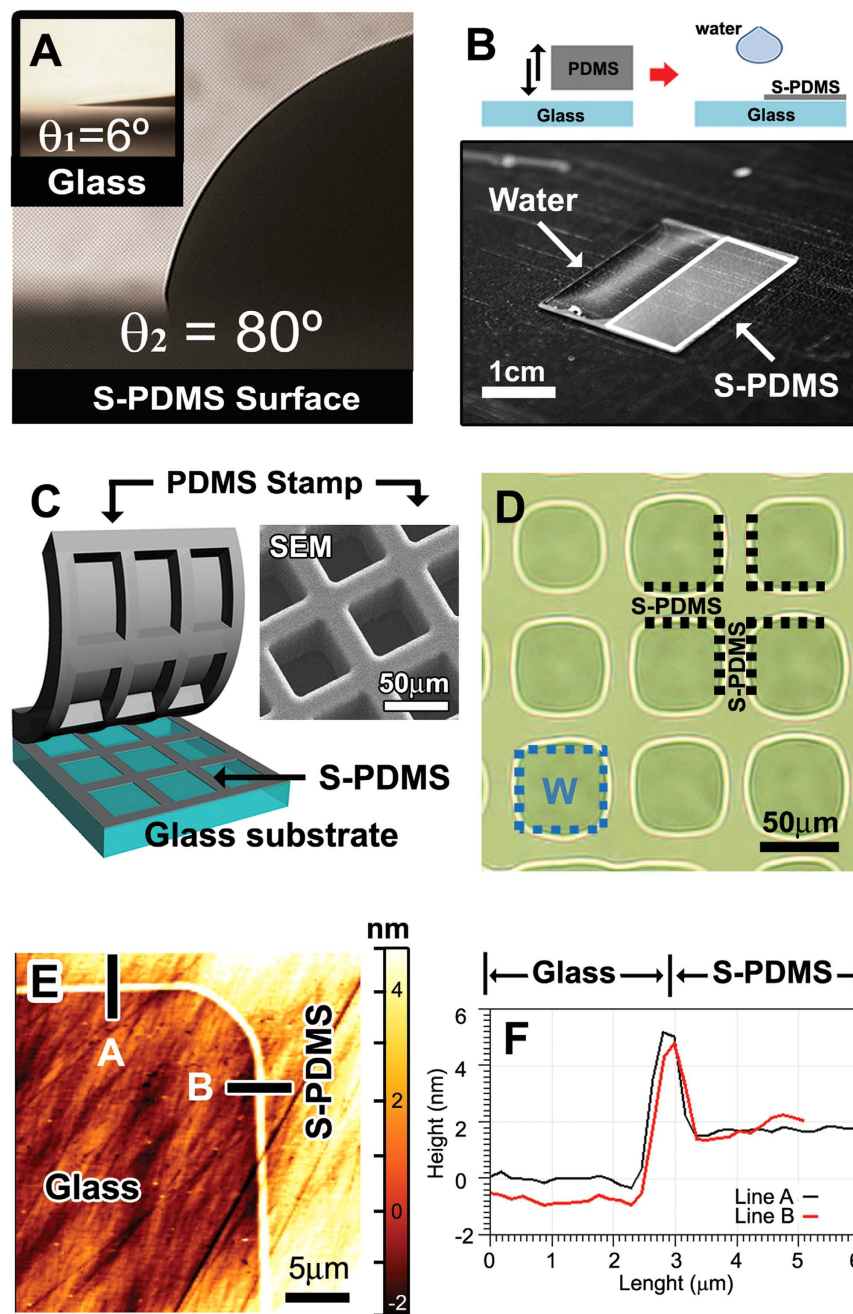 A
θ1=6º
Glass
θ2 = 80º
S-PDMS Surface
B
PDMS
Glass
water
S-PDMS
Glass
Water
S-PDMS
1cm
C
PDMS Stamp
SEM
50μm
S-PDMS
Glass substrate
D
S-PDMS
S-PDMS
W
50μm
E
A
B
S-PDMS
Glass
5μm
nm
4
2
0
-2
Glass
S-PDMS
F
Height (nm)
6
4
2
0
-2
Line A
Line B
0 1 2 3 4 5 6
Lenght (μm)